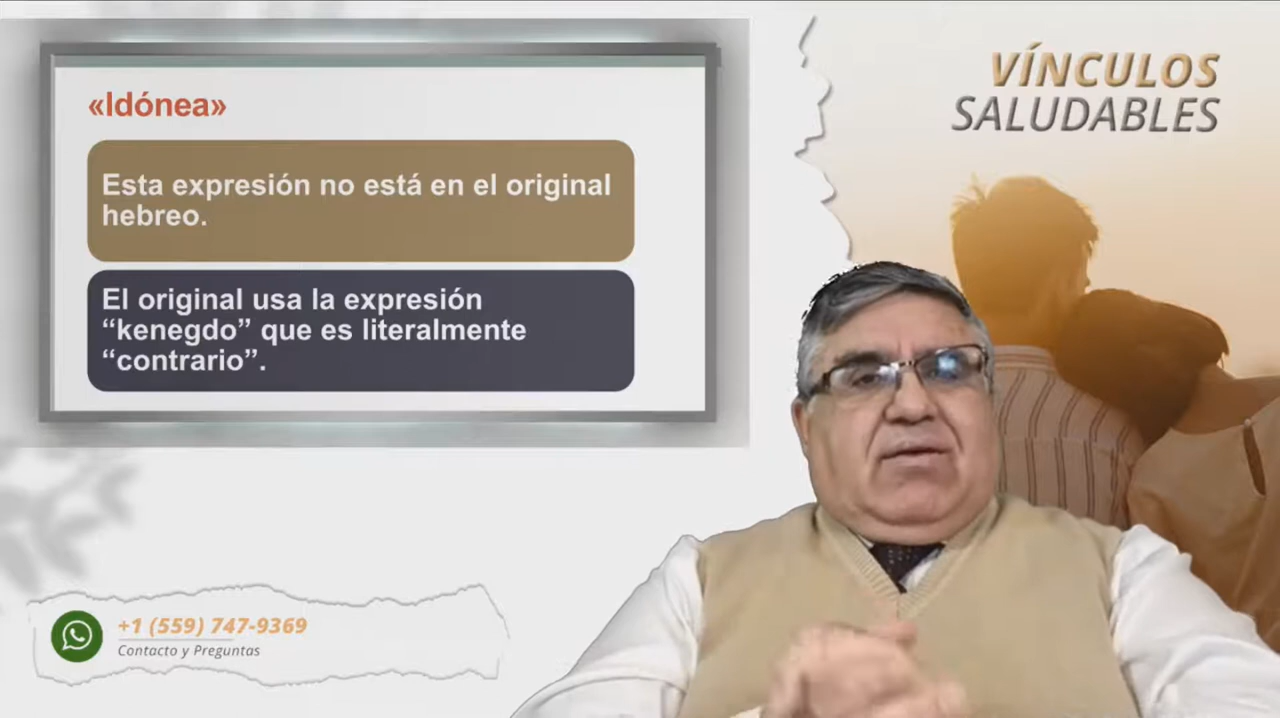 «Idónea»
Esta expresión no está en el original
hebreo.
El original usa la expresión
“kenegdo” que es literalmente
“contrario”.
VÍNCULOS
SALUDABLES
+1 (559) 747-9369
Contacto y Preguntas